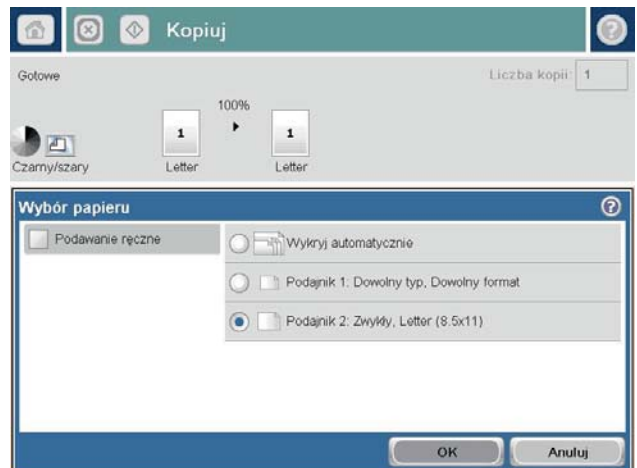 Kopiuj
Gotowe
Liczba kopii: 1
100%
1
1
Czarny/szary
Letter
Letter
Wybór papieru
Podawanie ręczne
Wykryj automatycznie
Podajnik 1: Dowolny typ, Dowolny format
Podajnik 2: Zwykły, Letter (8.5x11)
OK
Anuluj